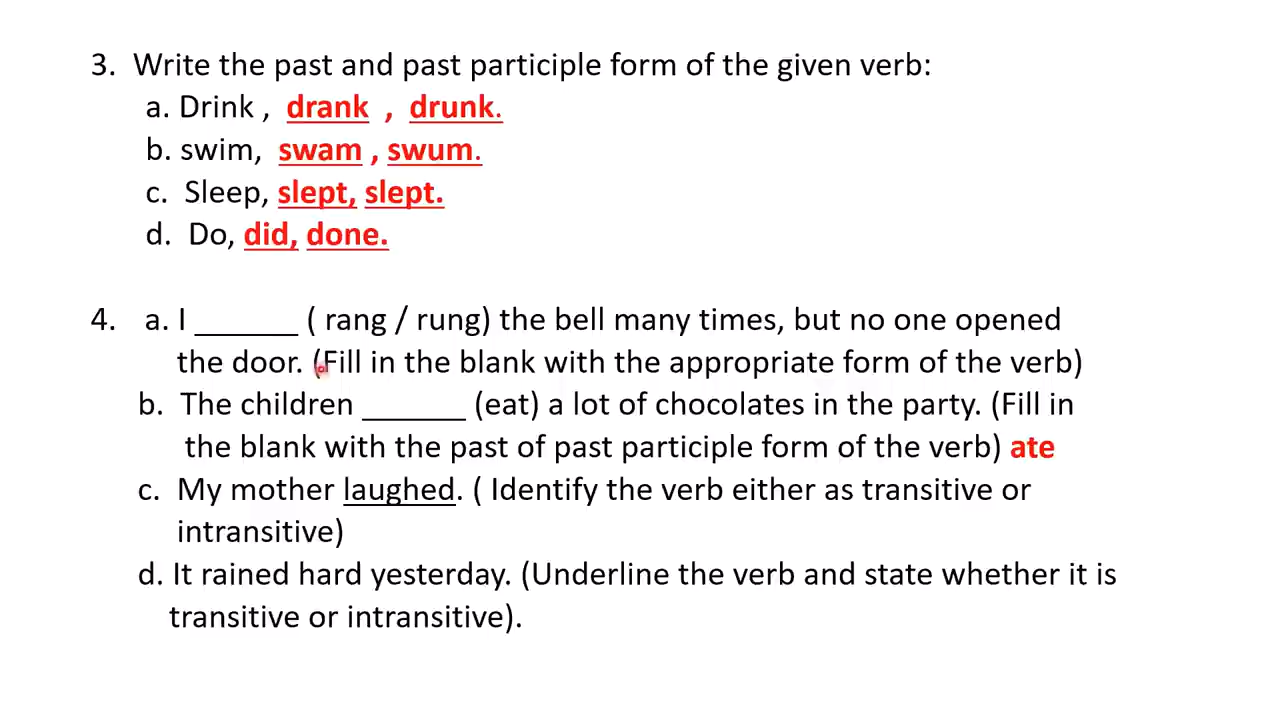 3. Write the past and past participle form of the given verb:
a. Drink , drank , drunk.
b. swim, swam , swum.
c. Sleep, slept, slept.
d. Do, did, done.
4. a. I ______ ( rang / rung) the bell many times, but no one opened
the door. (Fill in the blank with the appropriate form of the verb)
b. The children ______ (eat) a lot of chocolates in the party. (Fill in
the blank with the past of past participle form of the verb) ate
c. My mother laughed. ( Identify the verb either as transitive or
intransitive)
d. It rained hard yesterday. (Underline the verb and state whether it is
transitive or intransitive).